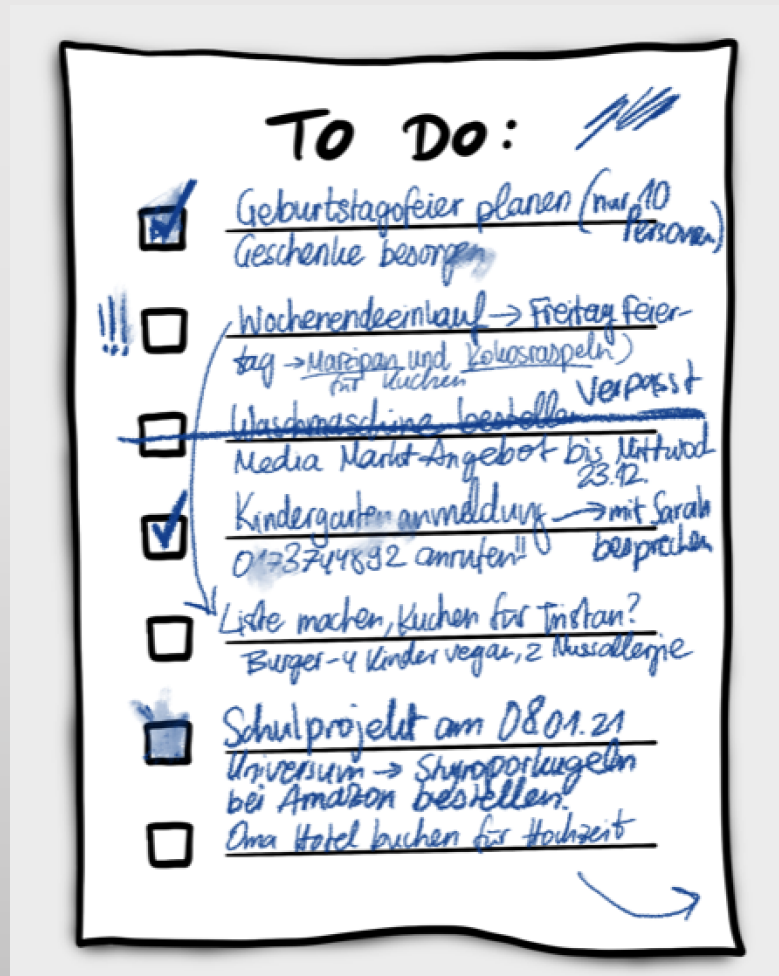 To Do:
Geburtstagsfeier planen (nur 10
Personen)
Geschenke besorgen
!!! Wochenendeeinkauf → Freitag Feier-
tag → Marzipan und Kokosraspeln)
für Kuchen
verpasst
Waschmaschine bestellen
Media Markt-Angebot bis Mittwoch
23.12.
Kindergartenanmeldung → mit Sarah
besprechen
0173744892 anrufen!!
Liste machen, Kuchen für Tristan?
Burger-4 Kinder vegan, 2 Nussallergie
Schulprojekt am 08.01.21
Universum → Styroporkugeln
bei Amazon bestellen!
Oma Hotel buchen für Hochzeit